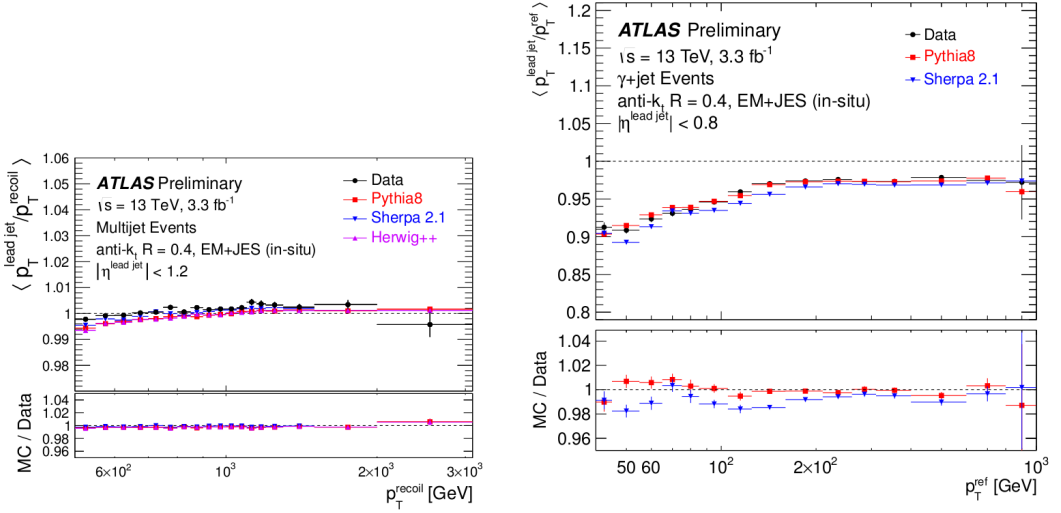 ⟨ p_T^lead jet/p_T^recoil ⟩
1.06
1.05
1.04
1.03
1.02
1.01
1
0.99
0.98
0.97
ATLAS Preliminary
√s = 13 TeV, 3.3 fb⁻¹
Multijet Events
anti-k_t R = 0.4, EM+JES (in-situ)
|η^lead jet| < 1.2
Data
Pythia8
Sherpa 2.1
Herwig++
MC / Data
1.04
1.02
1
0.98
0.96
6×10²
10³
2×10³
3×10³
p_T^recoil [GeV]
⟨ p_T^lead jet/p_T^ref ⟩
1.2
1.15
1.1
1.05
1
0.95
0.9
0.85
0.8
ATLAS Preliminary
√s = 13 TeV, 3.3 fb⁻¹
γ+jet Events
anti-k_t R = 0.4, EM+JES (in-situ)
|η^lead jet| < 0.8
Data
Pythia8
Sherpa 2.1
MC / Data
1.04
1.02
1
0.98
0.96
50 60
10²
2×10²
10³
p_T^ref [GeV]